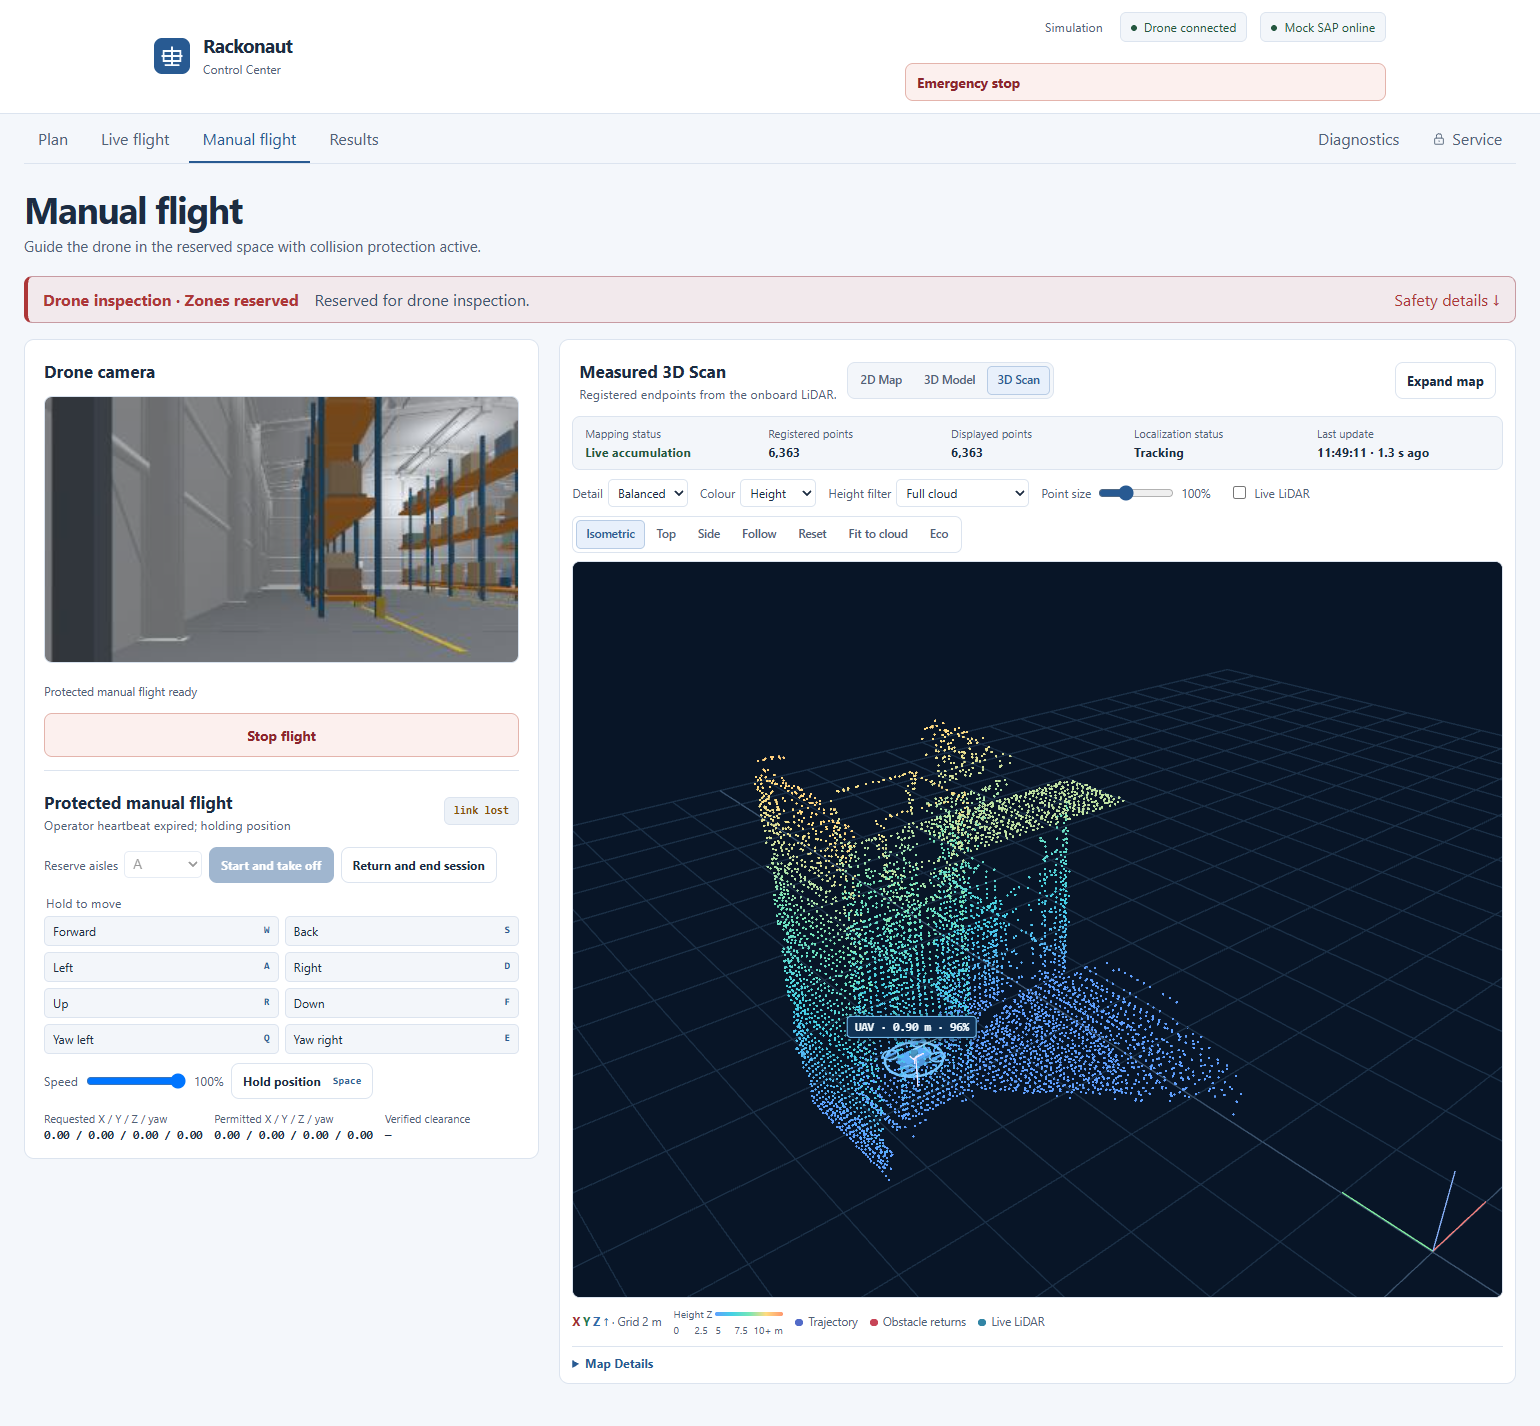 Rackonaut
Control Center
Simulation
Drone connected
Mock SAP online
Emergency stop
Plan
Live flight
Manual flight
Results
Diagnostics
Service
Manual flight
Guide the drone in the reserved space with collision protection active.
Drone inspection · Zones reserved Reserved for drone inspection.
Safety details ↓
Drone camera
Protected manual flight ready
Stop flight
Protected manual flight
Operator heartbeat expired; holding position
link lost
Reserve aisles A Start and take off Return and end session
Hold to move
Forward W Back S
Left A Right D
Up R Down F
Yaw left Q Yaw right E
Speed 100% Hold position Space
Requested X / Y / Z / yaw Permitted X / Y / Z / yaw Verified clearance
0.00 / 0.00 / 0.00 / 0.00 0.00 / 0.00 / 0.00 / 0.00 –
Measured 3D Scan
Registered endpoints from the onboard LiDAR.
2D Map 3D Model 3D Scan
Expand map
Mapping status Registered points Displayed points Localization status Last update
Live accumulation 6,363 6,363 Tracking 11:49:11 · 1.3 s ago
Detail Balanced Colour Height Height filter Full cloud Point size 100% Live LiDAR
Isometric Top Side Follow Reset Fit to cloud Eco
UAV · 0.90 m · 96%
X Y Z ↑ · Grid 2 m Height Z Trajectory Obstacle returns Live LiDAR
0 2.5 5 7.5 10+ m
Map Details